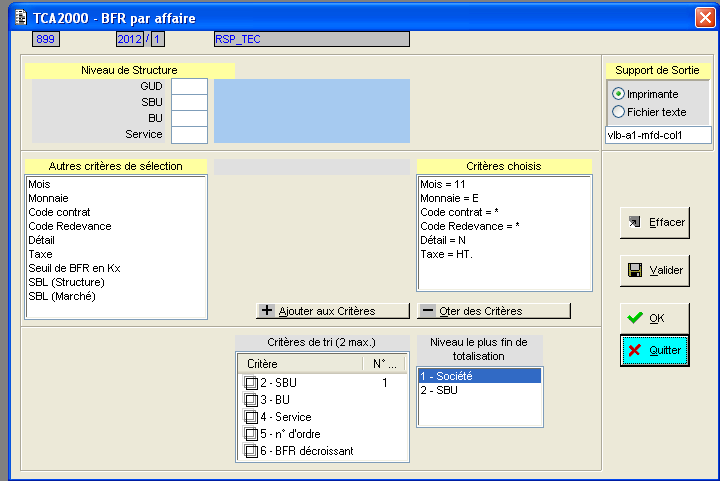 TCA2000 - BFR par affaire
899 2012 / 1 RSP_TEC
Niveau de Structure
GUD
SBU
BU
Service
Support de Sortie
Imprimante
Fichier texte
vlb-a1-mfd-col1
Autres critères de sélection
Mois
Monnaie
Code contrat
Code Redevance
Détail
Taxe
Seuil de BFR en Kx
SBL (Structure)
SBL (Marché)
Critères choisis
Mois = 11
Monnaie = E
Code contrat = *
Code Redevance = *
Détail = N
Taxe = HT.
Ajouter aux Critères
Oter des Critères
Effacer
Valider
OK
Quitter
Critères de tri (2 max.)
Critère N° ...
2 - SBU 1
3 - BU
4 - Service
5 - n° d'ordre
6 - BFR décroissant
Niveau le plus fin de
totalisation
1 - Société
2 - SBU